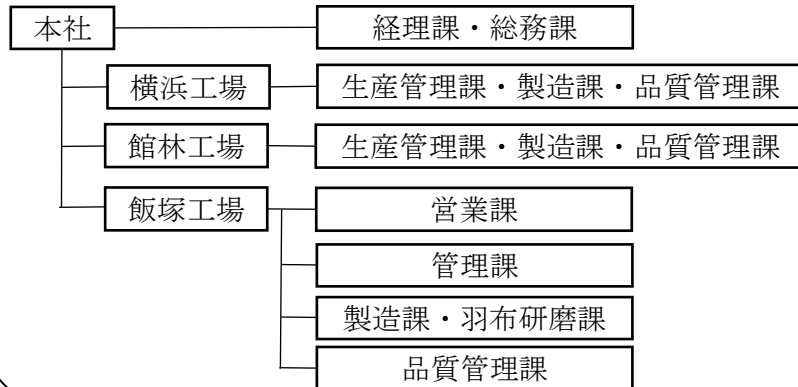 本社 経理課・総務課
横浜工場 生産管理課・製造課・品質管理課
館林工場 生産管理課・製造課・品質管理課
飯塚工場 営業課
管理課
製造課・羽布研磨課
品質管理課